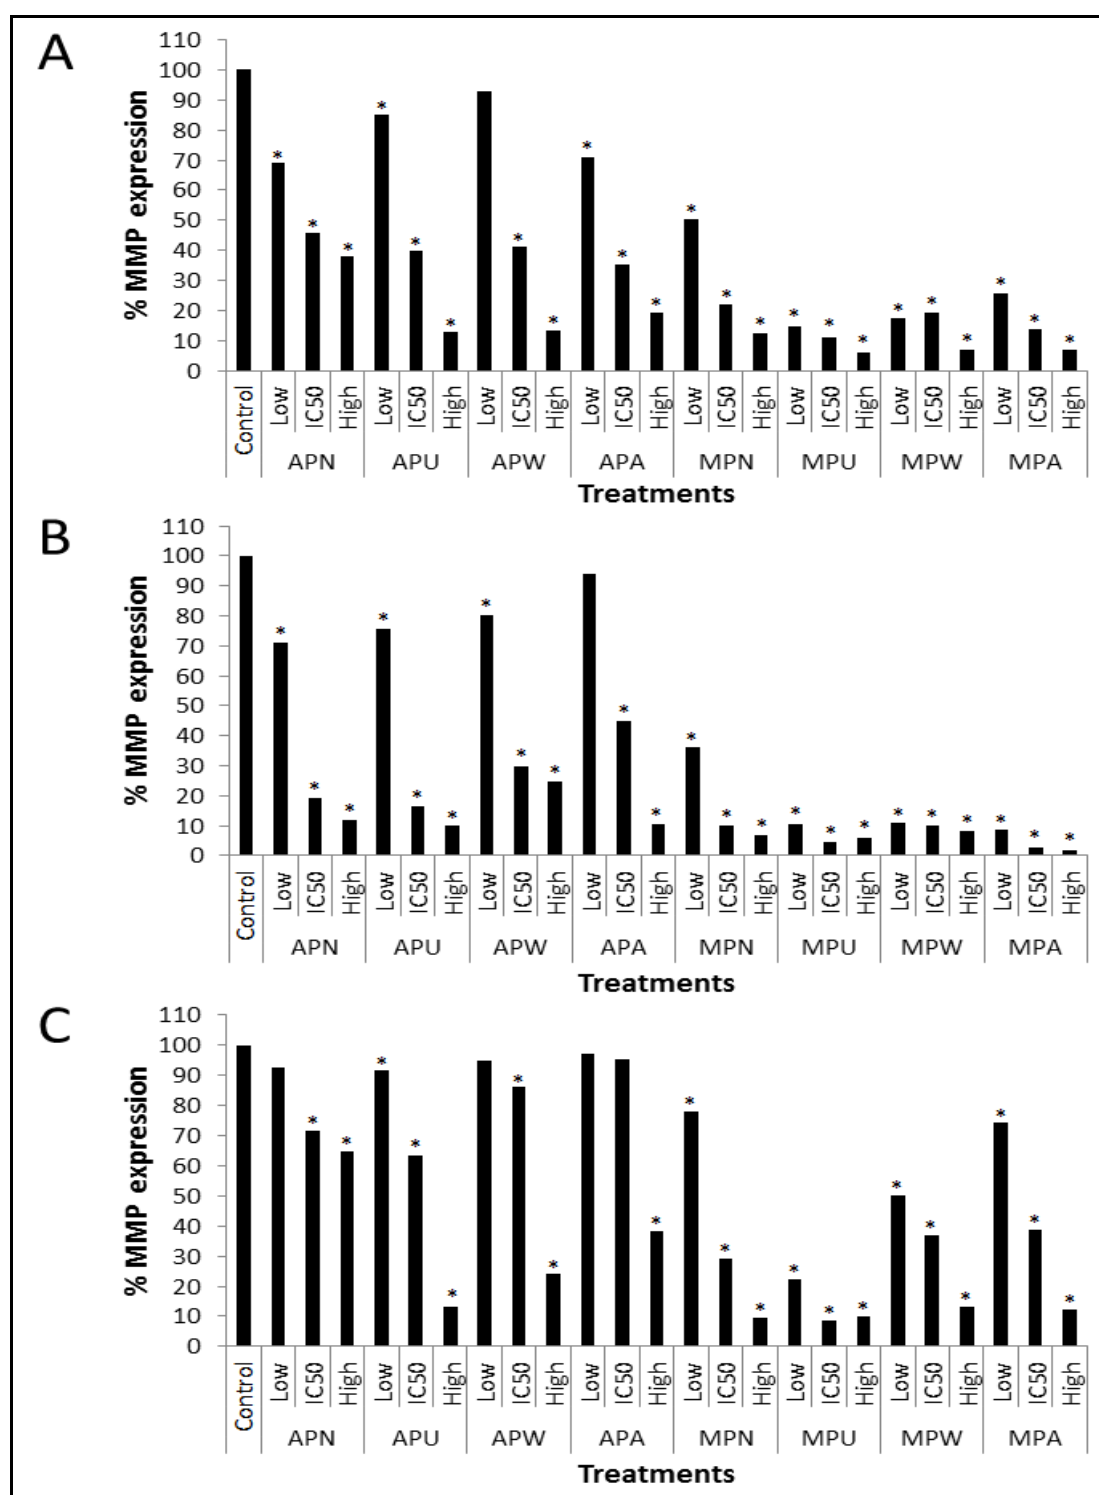 A
110
100
90
80
70
60
50
40
30
20
10
0
% MMP expression
* * * * * * * * * * * * * * * * * * * * * * *
Control Low IC50 High Low IC50 High Low IC50 High Low IC50 High Low IC50 High Low IC50 High Low IC50 High Low IC50 High
APN APU APW APA MPN MPU MPW MPA
Treatments
B
110
100
90
80
70
60
50
40
30
20
10
0
% MMP expression
* * * * * * * * * * * * * * * * * * * * * * *
Control Low IC50 High Low IC50 High Low IC50 High Low IC50 High Low IC50 High Low IC50 High Low IC50 High Low IC50 High
APN APU APW APA MPN MPU MPW MPA
Treatments
C
110
100
90
80
70
60
50
40
30
20
10
0
% MMP expression
* * * * * * * * * * * * * * * * * * * *
Control Low IC50 High Low IC50 High Low IC50 High Low IC50 High Low IC50 High Low IC50 High Low IC50 High Low IC50 High
APN APU APW APA MPN MPU MPW MPA
Treatments